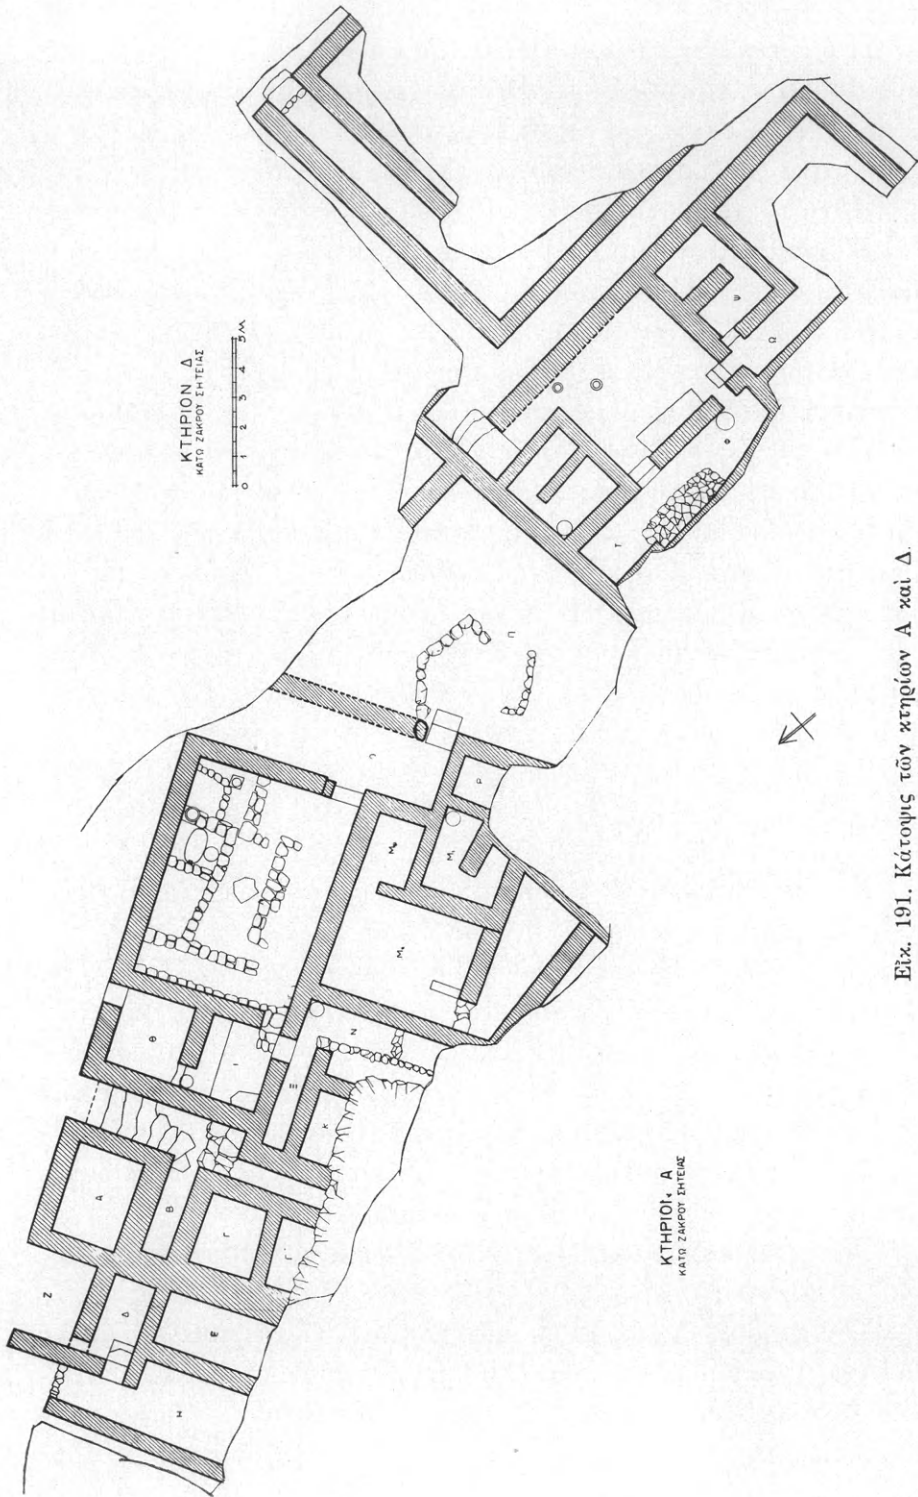 ΚΤΗΡΙΟΝ Δ
ΚΑΤΩ ΖΑΚΡΟΥ ΣΗΤΕΙΑΣ
0 1 2 3 4 5 Μ
Ψ
Ω
Φ
Τ
Π
Ρ
Μ
Μ
Μ
Ν
Θ
Ι
Ξ
Κ
Α
Β
Γ
Γ
Ζ
Δ
Ε
Η
ΚΤΗΡΙΟΝ Α
ΚΑΤΩ ΖΑΚΡΟΥ ΣΗΤΕΙΑΣ
Εἰκ. 191. Κάτοψις τῶν κτηρίων Α καὶ Δ.